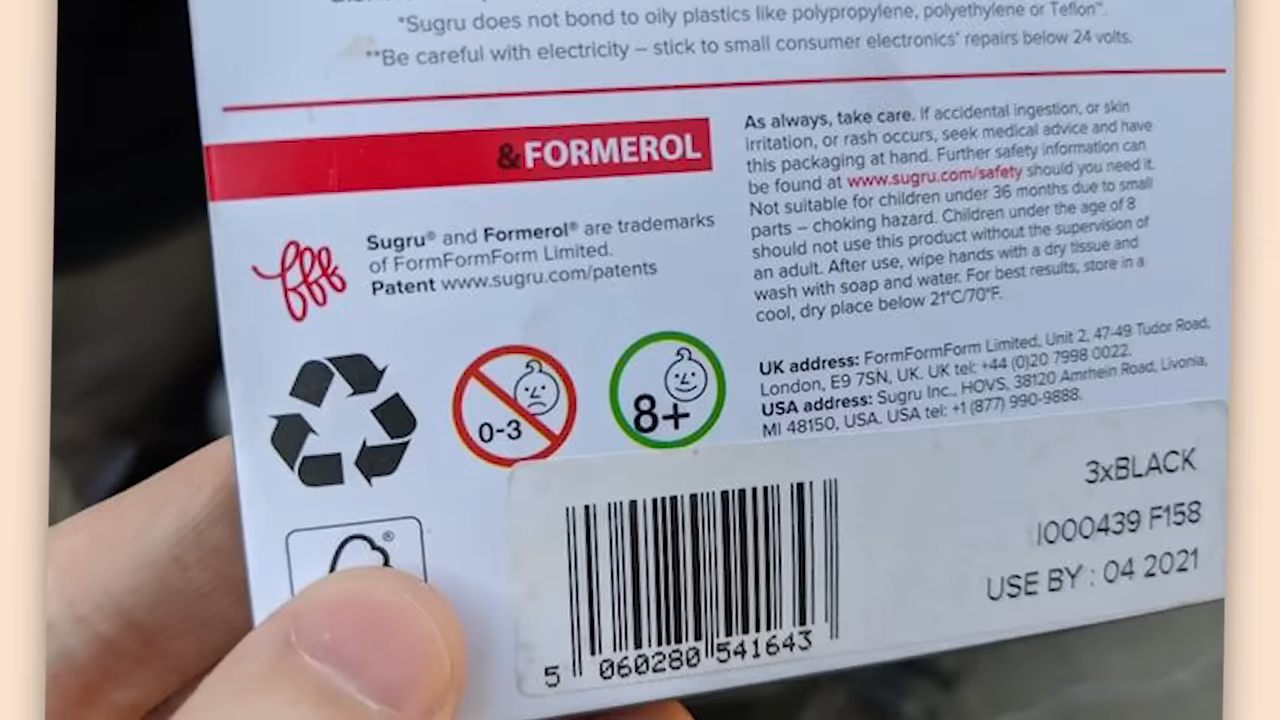 *Sugru does not bond to oily plastics like polypropylene, polyethylene or Teflon™.
**Be careful with electricity – stick to small consumer electronics' repairs below 24 volts.
&FORMEROL
Sugru® and Formerol® are trademarks
of FormFormForm Limited.
Patent www.sugru.com/patents
fff
0-3
8+
®
As always, take care. If accidental ingestion, or skin
irritation, or rash occurs, seek medical advice and have
this packaging at hand. Further safety information can
be found at www.sugru.com/safety should you need it.
Not suitable for children under 36 months due to small
parts – choking hazard. Children under the age of 8
should not use this product without the supervision of
an adult. After use, wipe hands with a dry tissue and
wash with soap and water. For best results, store in a
cool, dry place below 21°C/70°F.
UK address: FormFormForm Limited, Unit 2, 47-49 Tudor Road,
London, E9 7SN, UK. UK tel: +44 (0)20 7998 0022.
USA address: Sugru Inc., HOVS, 38120 Amrhein Road, Livonia,
MI 48150, USA. USA tel: +1 (877) 990-9888.
3xBLACK
I000439 F158
USE BY : 04 2021
5 060280 541643